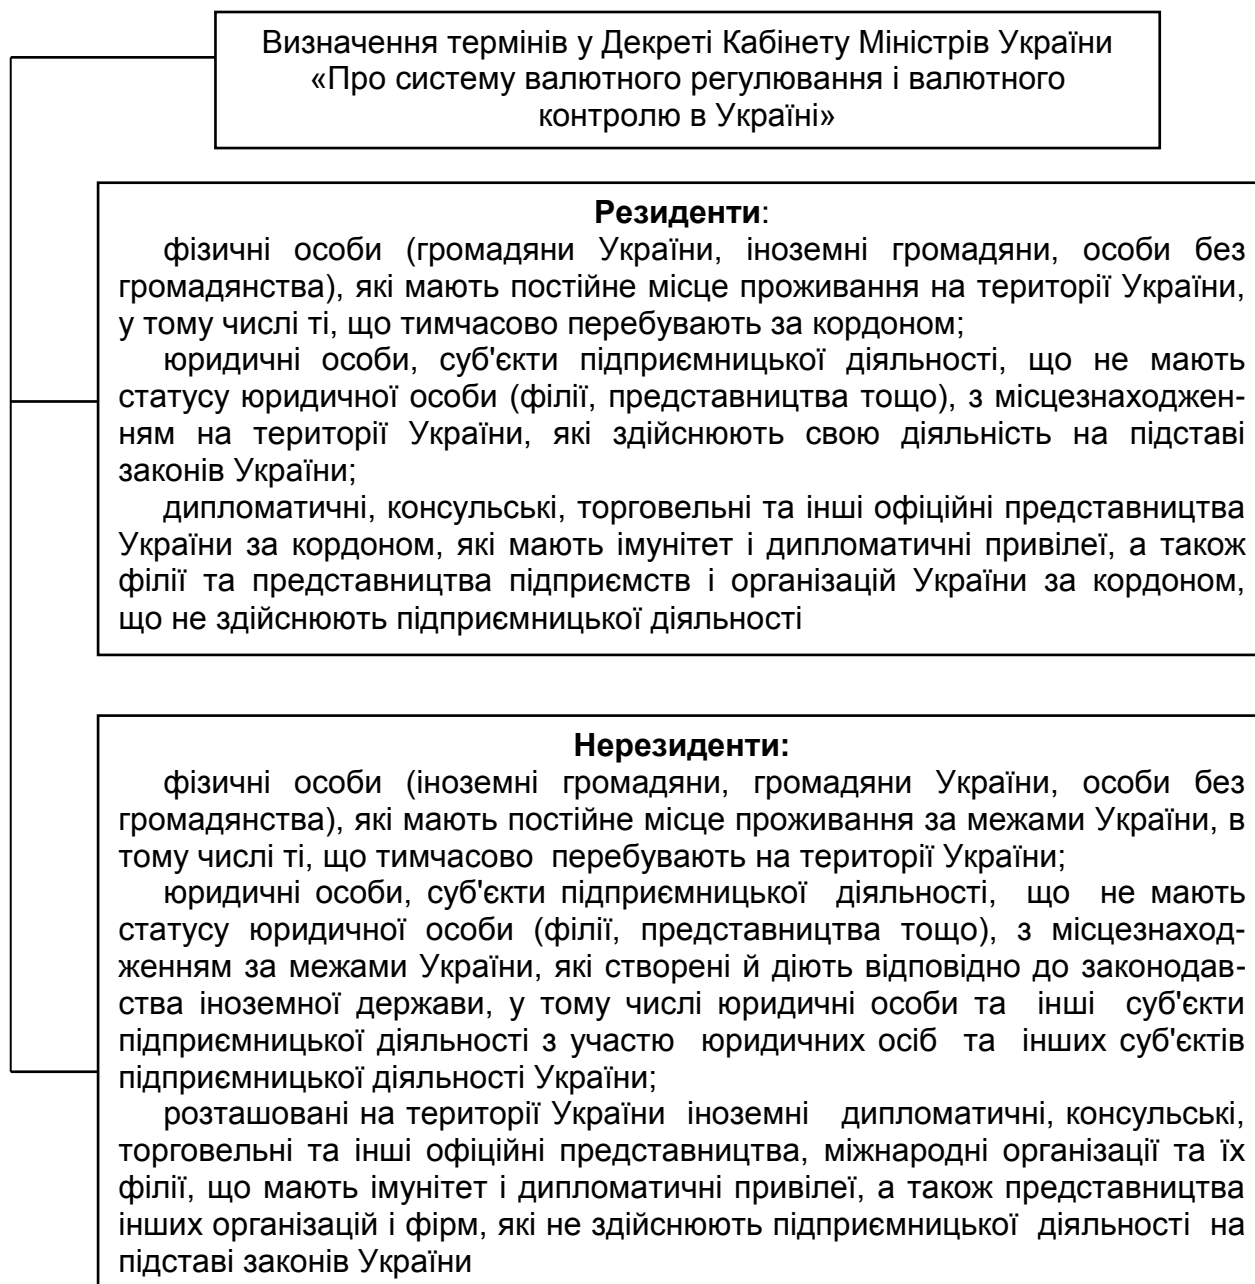 Визначення термінів у Декреті Кабінету Міністрів України
«Про систему валютного регулювання і валютного
контролю в Україні»
Резиденти:
фізичні особи (громадяни України, іноземні громадяни, особи без
громадянства), які мають постійне місце проживання на території України,
у тому числі ті, що тимчасово перебувають за кордоном;
юридичні особи, суб'єкти підприємницької діяльності, що не мають
статусу юридичної особи (філії, представництва тощо), з місцезнаходжен-
ням на території України, які здійснюють свою діяльність на підставі
законів України;
дипломатичні, консульські, торговельні та інші офіційні представництва
України за кордоном, які мають імунітет і дипломатичні привілеї, а також
філії та представництва підприємств і організацій України за кордоном,
що не здійснюють підприємницької діяльності
Нерезиденти:
фізичні особи (іноземні громадяни, громадяни України, особи без
громадянства), які мають постійне місце проживання за межами України, в
тому числі ті, що тимчасово перебувають на території України;
юридичні особи, суб'єкти підприємницької діяльності, що не мають
статусу юридичної особи (філії, представництва тощо), з місцезнаход-
женням за межами України, які створені й діють відповідно до законодав-
ства іноземної держави, у тому числі юридичні особи та інші суб'єкти
підприємницької діяльності з участю юридичних осіб та інших суб'єктів
підприємницької діяльності України;
розташовані на території України іноземні дипломатичні, консульські,
торговельні та інші офіційні представництва, міжнародні організації та їх
філії, що мають імунітет і дипломатичні привілеї, а також представництва
інших організацій і фірм, які не здійснюють підприємницької діяльності на
підставі законів України